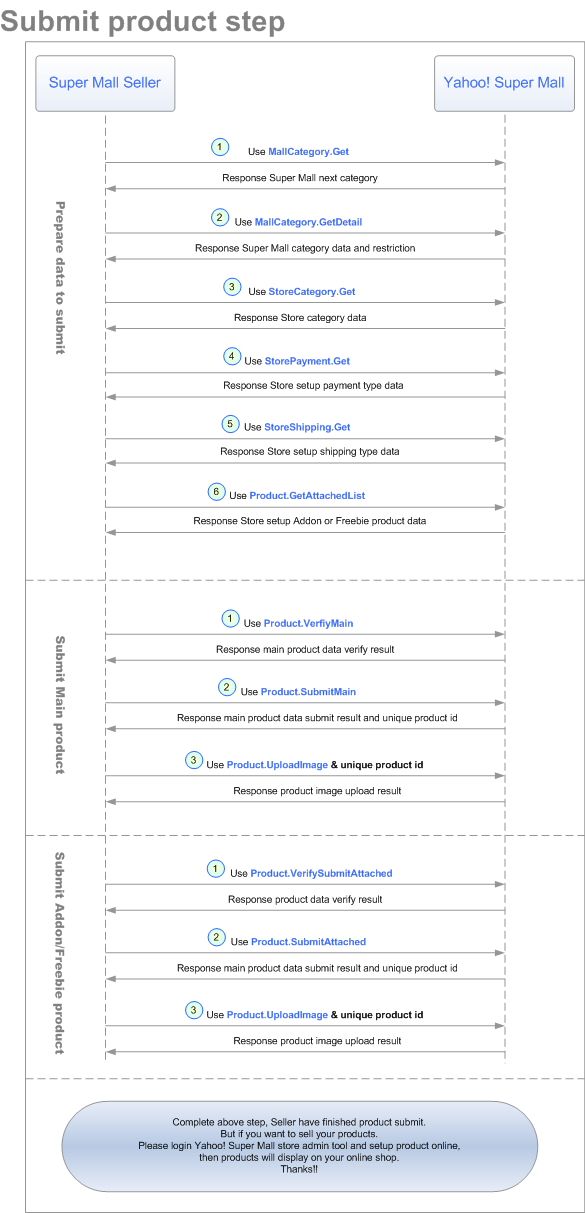 Submit product step
Super Mall Seller
Yahoo! Super Mall
Prepare data to submit
1 Use MallCategory.Get
Response Super Mall next category
2 Use MallCategory.GetDetail
Response Super Mall category data and restriction
3 Use StoreCategory.Get
Response Store category data
4 Use StorePayment.Get
Response Store setup payment type data
5 Use StoreShipping.Get
Response Store setup shipping type data
6 Use Product.GetAttachedList
Response Store setup Addon or Freebie product data
Submit Main product
1 Use Product.VerfiyMain
Response main product data verify result
2 Use Product.SubmitMain
Response main product data submit result and unique product id
3 Use Product.UploadImage & unique product id
Response product image upload result
Submit Addon/Freebie product
1 Use Product.VerifySubmitAttached
Response product data verify result
2 Use Product.SubmitAttached
Response main product data submit result and unique product id
3 Use Product.UploadImage & unique product id
Response product image upload result
Complete above step, Seller have finished product submit.
But if you want to sell your products.
Please login Yahoo! Super Mall store admin tool and setup product online,
then products will display on your online shop.
Thanks!!